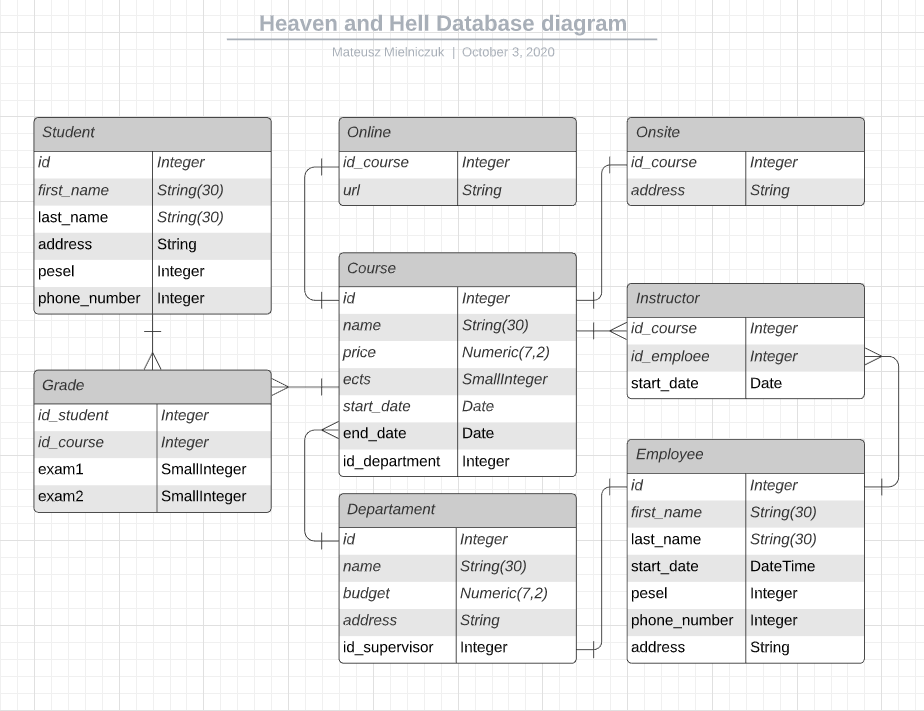 Heaven and Hell Database diagram
Mateusz Mielniczuk | October 3, 2020
Student
id Integer
first_name String(30)
last_name String(30)
address String
pesel Integer
phone_number Integer
Grade
id_student Integer
id_course Integer
exam1 SmallInteger
exam2 SmallInteger
Online
id_course Integer
url String
Course
id Integer
name String(30)
price Numeric(7,2)
ects SmallInteger
start_date Date
end_date Date
id_department Integer
Departament
id Integer
name String(30)
budget Numeric(7,2)
address String
id_supervisor Integer
Onsite
id_course Integer
address String
Instructor
id_course Integer
id_emploee Integer
start_date Date
Employee
id Integer
first_name String(30)
last_name String(30)
start_date DateTime
pesel Integer
phone_number Integer
address String